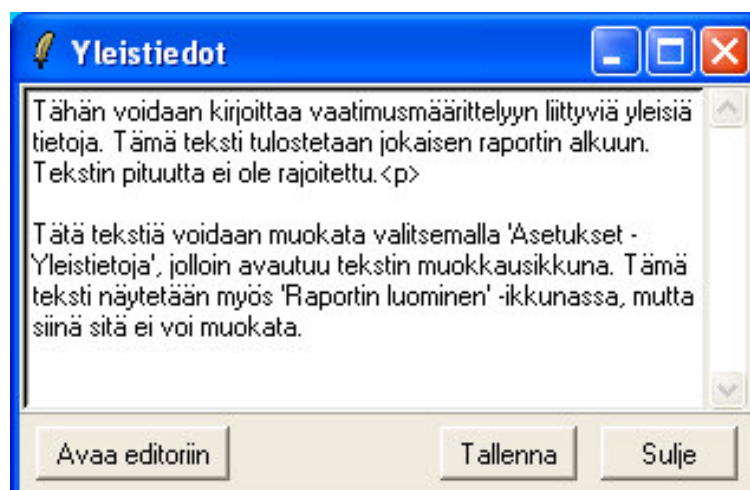 Yleistiedot
Tähän voidaan kirjoittaa vaatimusmäärittelyyn liittyviä yleisiä
tietoja. Tämä teksti tulostetaan jokaisen raportin alkuun.
Tekstin pituutta ei ole rajoitettu.<p>
Tätä tekstiä voidaan muokata valitsemalla 'Asetukset -
Yleistietoja', jolloin avautuu tekstin muokkausikkuna. Tämä
teksti näytetään myös 'Raportin luominen' -ikkunassa, mutta
siinä sitä ei voi muokata.
Avaa editoriin Tallenna Sulje